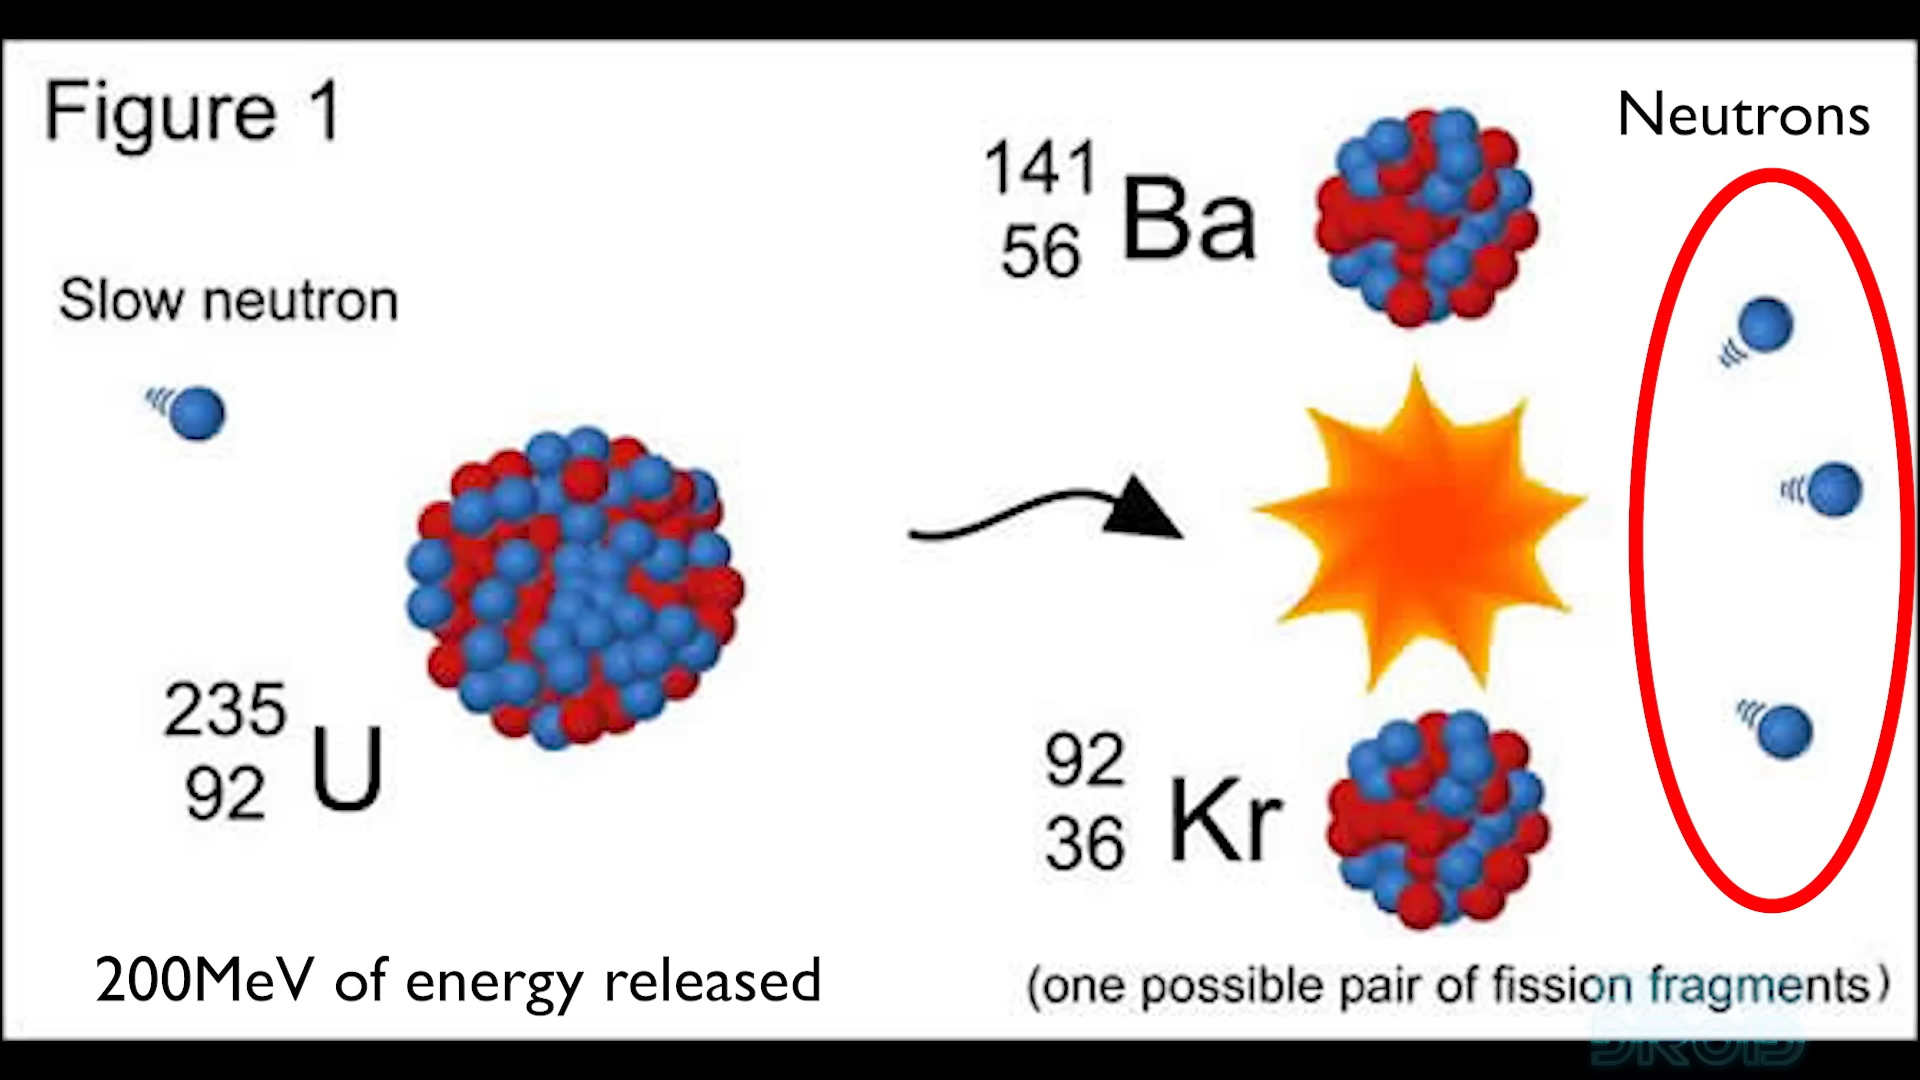 Figure 1
Neutrons
141
56 Ba
Slow neutron
235
92 U
92
36 Kr
200MeV of energy released
(one possible pair of fission fragments)